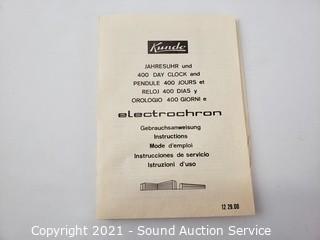 Kundo
JAHRESUHR und
400 DAY CLOCK and
PENDULE 400 JOURS et
RELOJ 400 DIAS y
OROLOGIO 400 GIORNI e
electrochron
Gebrauchsanweisung
Instructions
Mode d'emploi
Instrucciones de servicio
Istruzioni d'uso
12 29.00
Copyright 2021 - Sound Auction Service